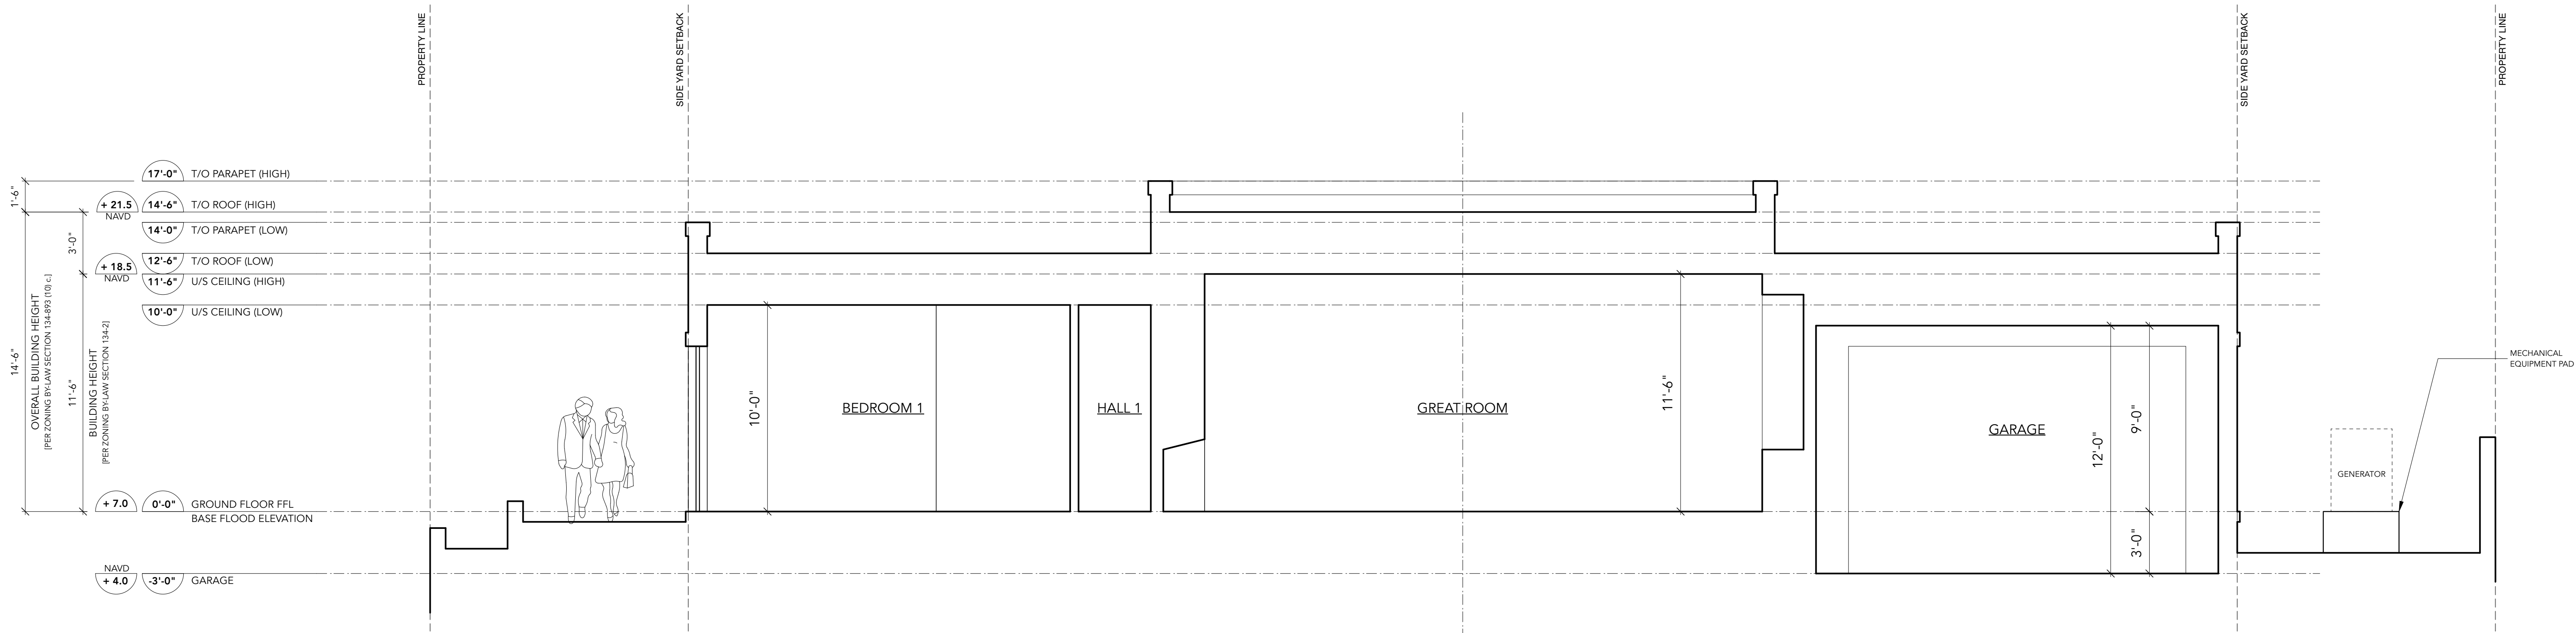 PROPERTY LINE
SIDE YARD SETBACK
SIDE YARD SETBACK
PROPERTY LINE
17'-0" T/O PARAPET (HIGH)
1'-6"
+ 21.5 14'-6" T/O ROOF (HIGH)
NAVD
14'-0" T/O PARAPET (LOW)
3'-0"
12'-6" T/O ROOF (LOW)
+ 18.5
NAVD
11'-6" U/S CEILING (HIGH)
10'-0" U/S CEILING (LOW)
14'-6"
OVERALL BUILDING HEIGHT
[PER ZONING BY-LAW SECTION 134-893 (10) c.]
11'-6"
BUILDING HEIGHT
[PER ZONING BY-LAW SECTION 134-2]
10'-0"
BEDROOM 1
HALL 1
GREAT ROOM
11'-6"
GARAGE
12'-0"
9'-0"
3'-0"
MECHANICAL
EQUIPMENT PAD
GENERATOR
+ 7.0 0'-0" GROUND FLOOR FFL
BASE FLOOD ELEVATION
NAVD
+ 4.0 -3'-0" GARAGE